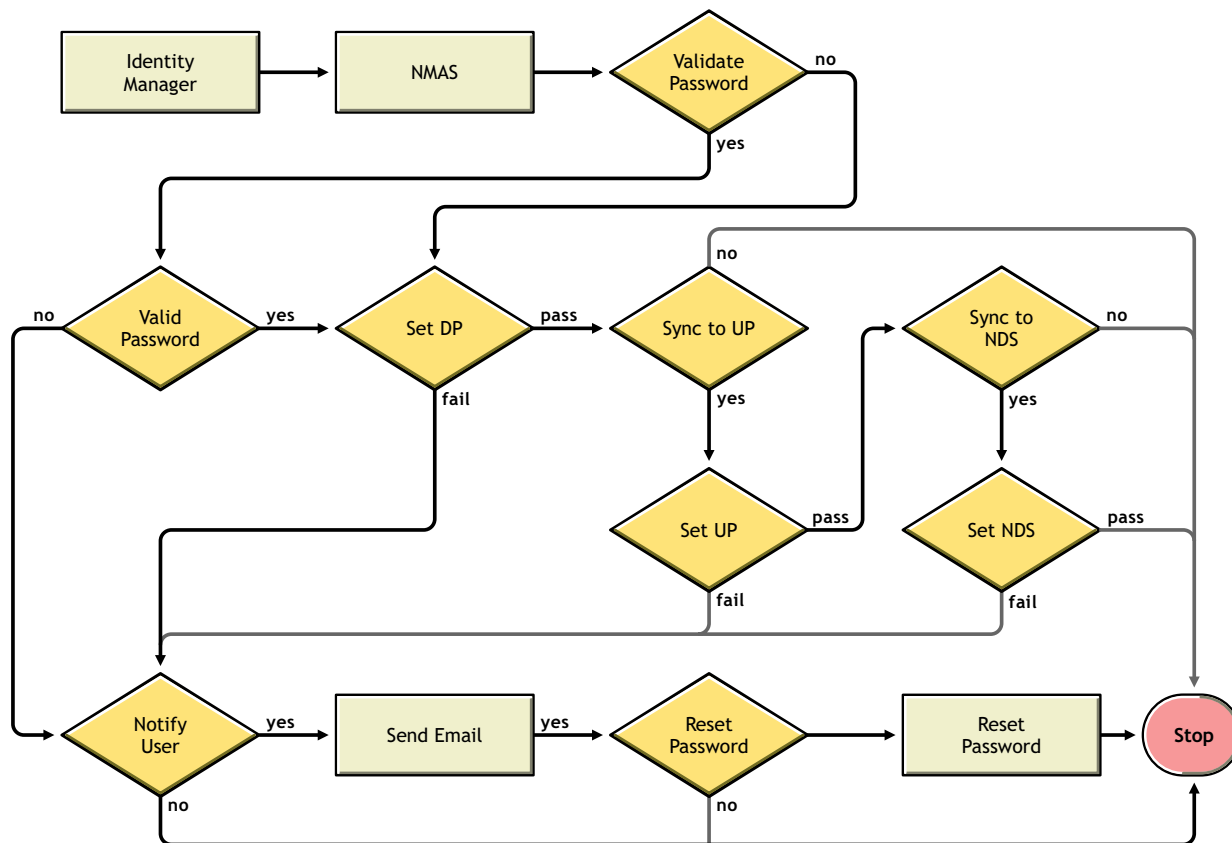 Identity
Manager
NMAS
Validate
Password
no
yes
no
Valid
Password
yes
Set DP
pass
fail
no
Sync to UP
yes
Sync to
NDS
no
yes
Set UP
pass
fail
Set NDS
pass
fail
Notify
User
yes
no
Send Email
yes
Reset
Password
no
Reset
Password
Stop